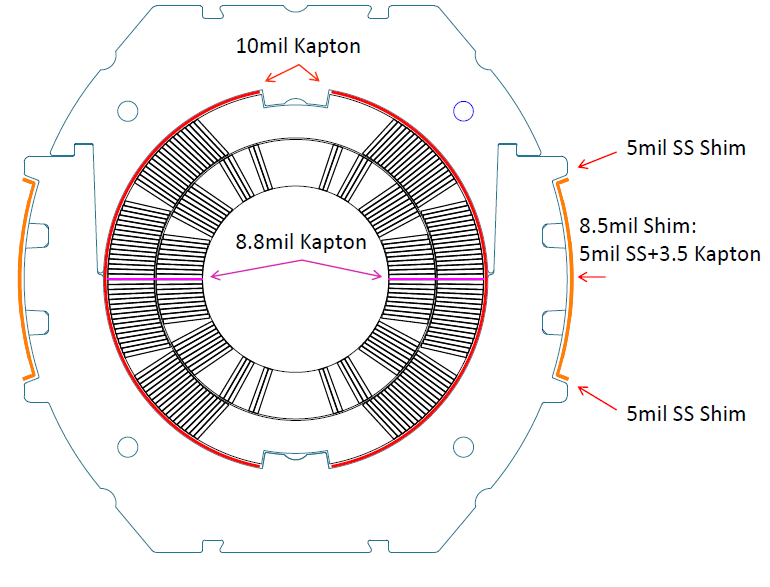 10mil Kapton
5mil SS Shim
8.5mil Shim:
5mil SS+3.5 Kapton
8.8mil Kapton
5mil SS Shim